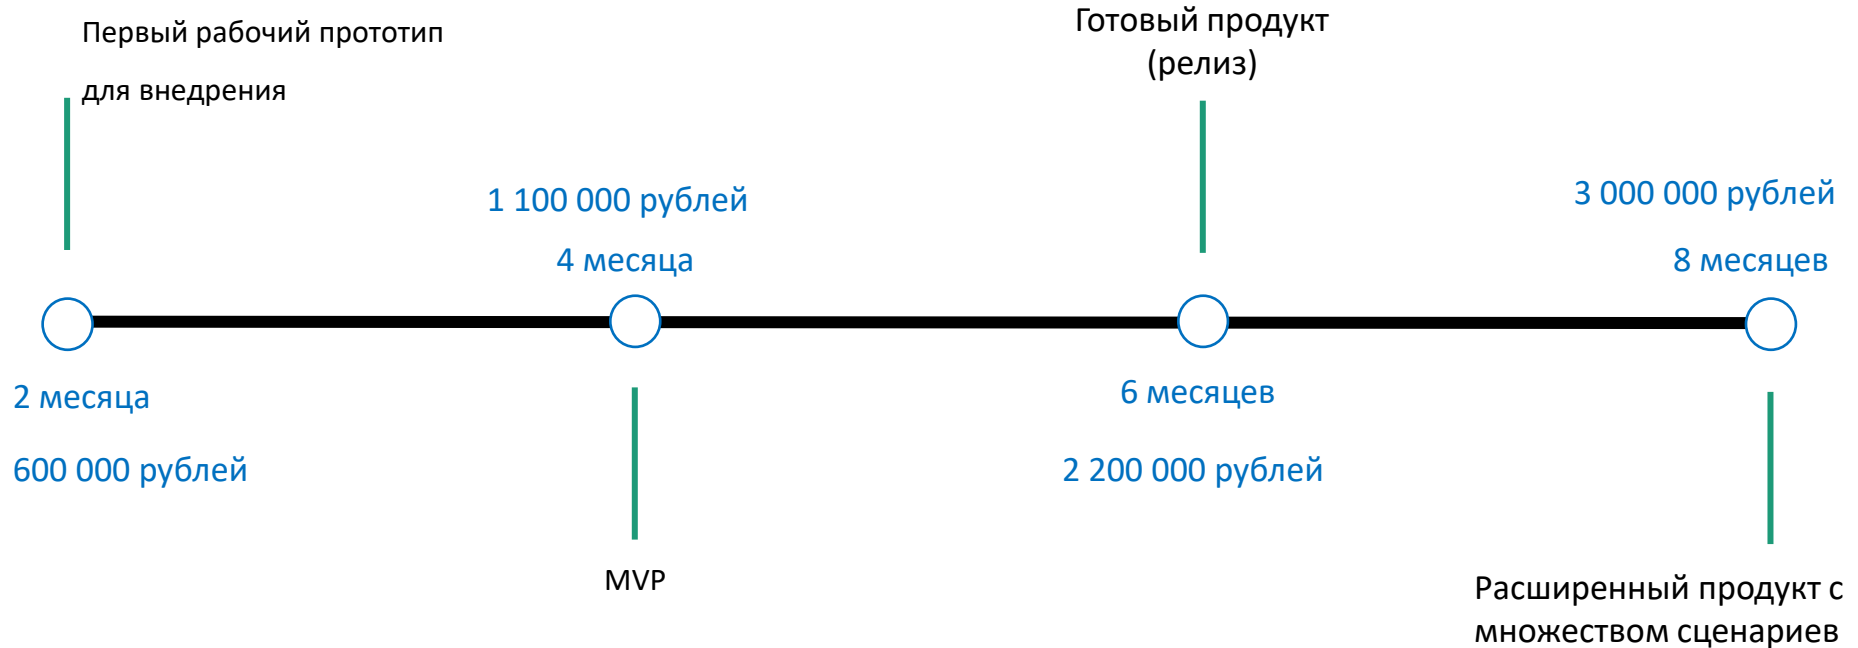 Первый рабочий прототип
для внедрения
2 месяца
600 000 рублей
1 100 000 рублей
4 месяца
MVP
Готовый продукт
(релиз)
6 месяцев
2 200 000 рублей
3 000 000 рублей
8 месяцев
Расширенный продукт с
множеством сценариев